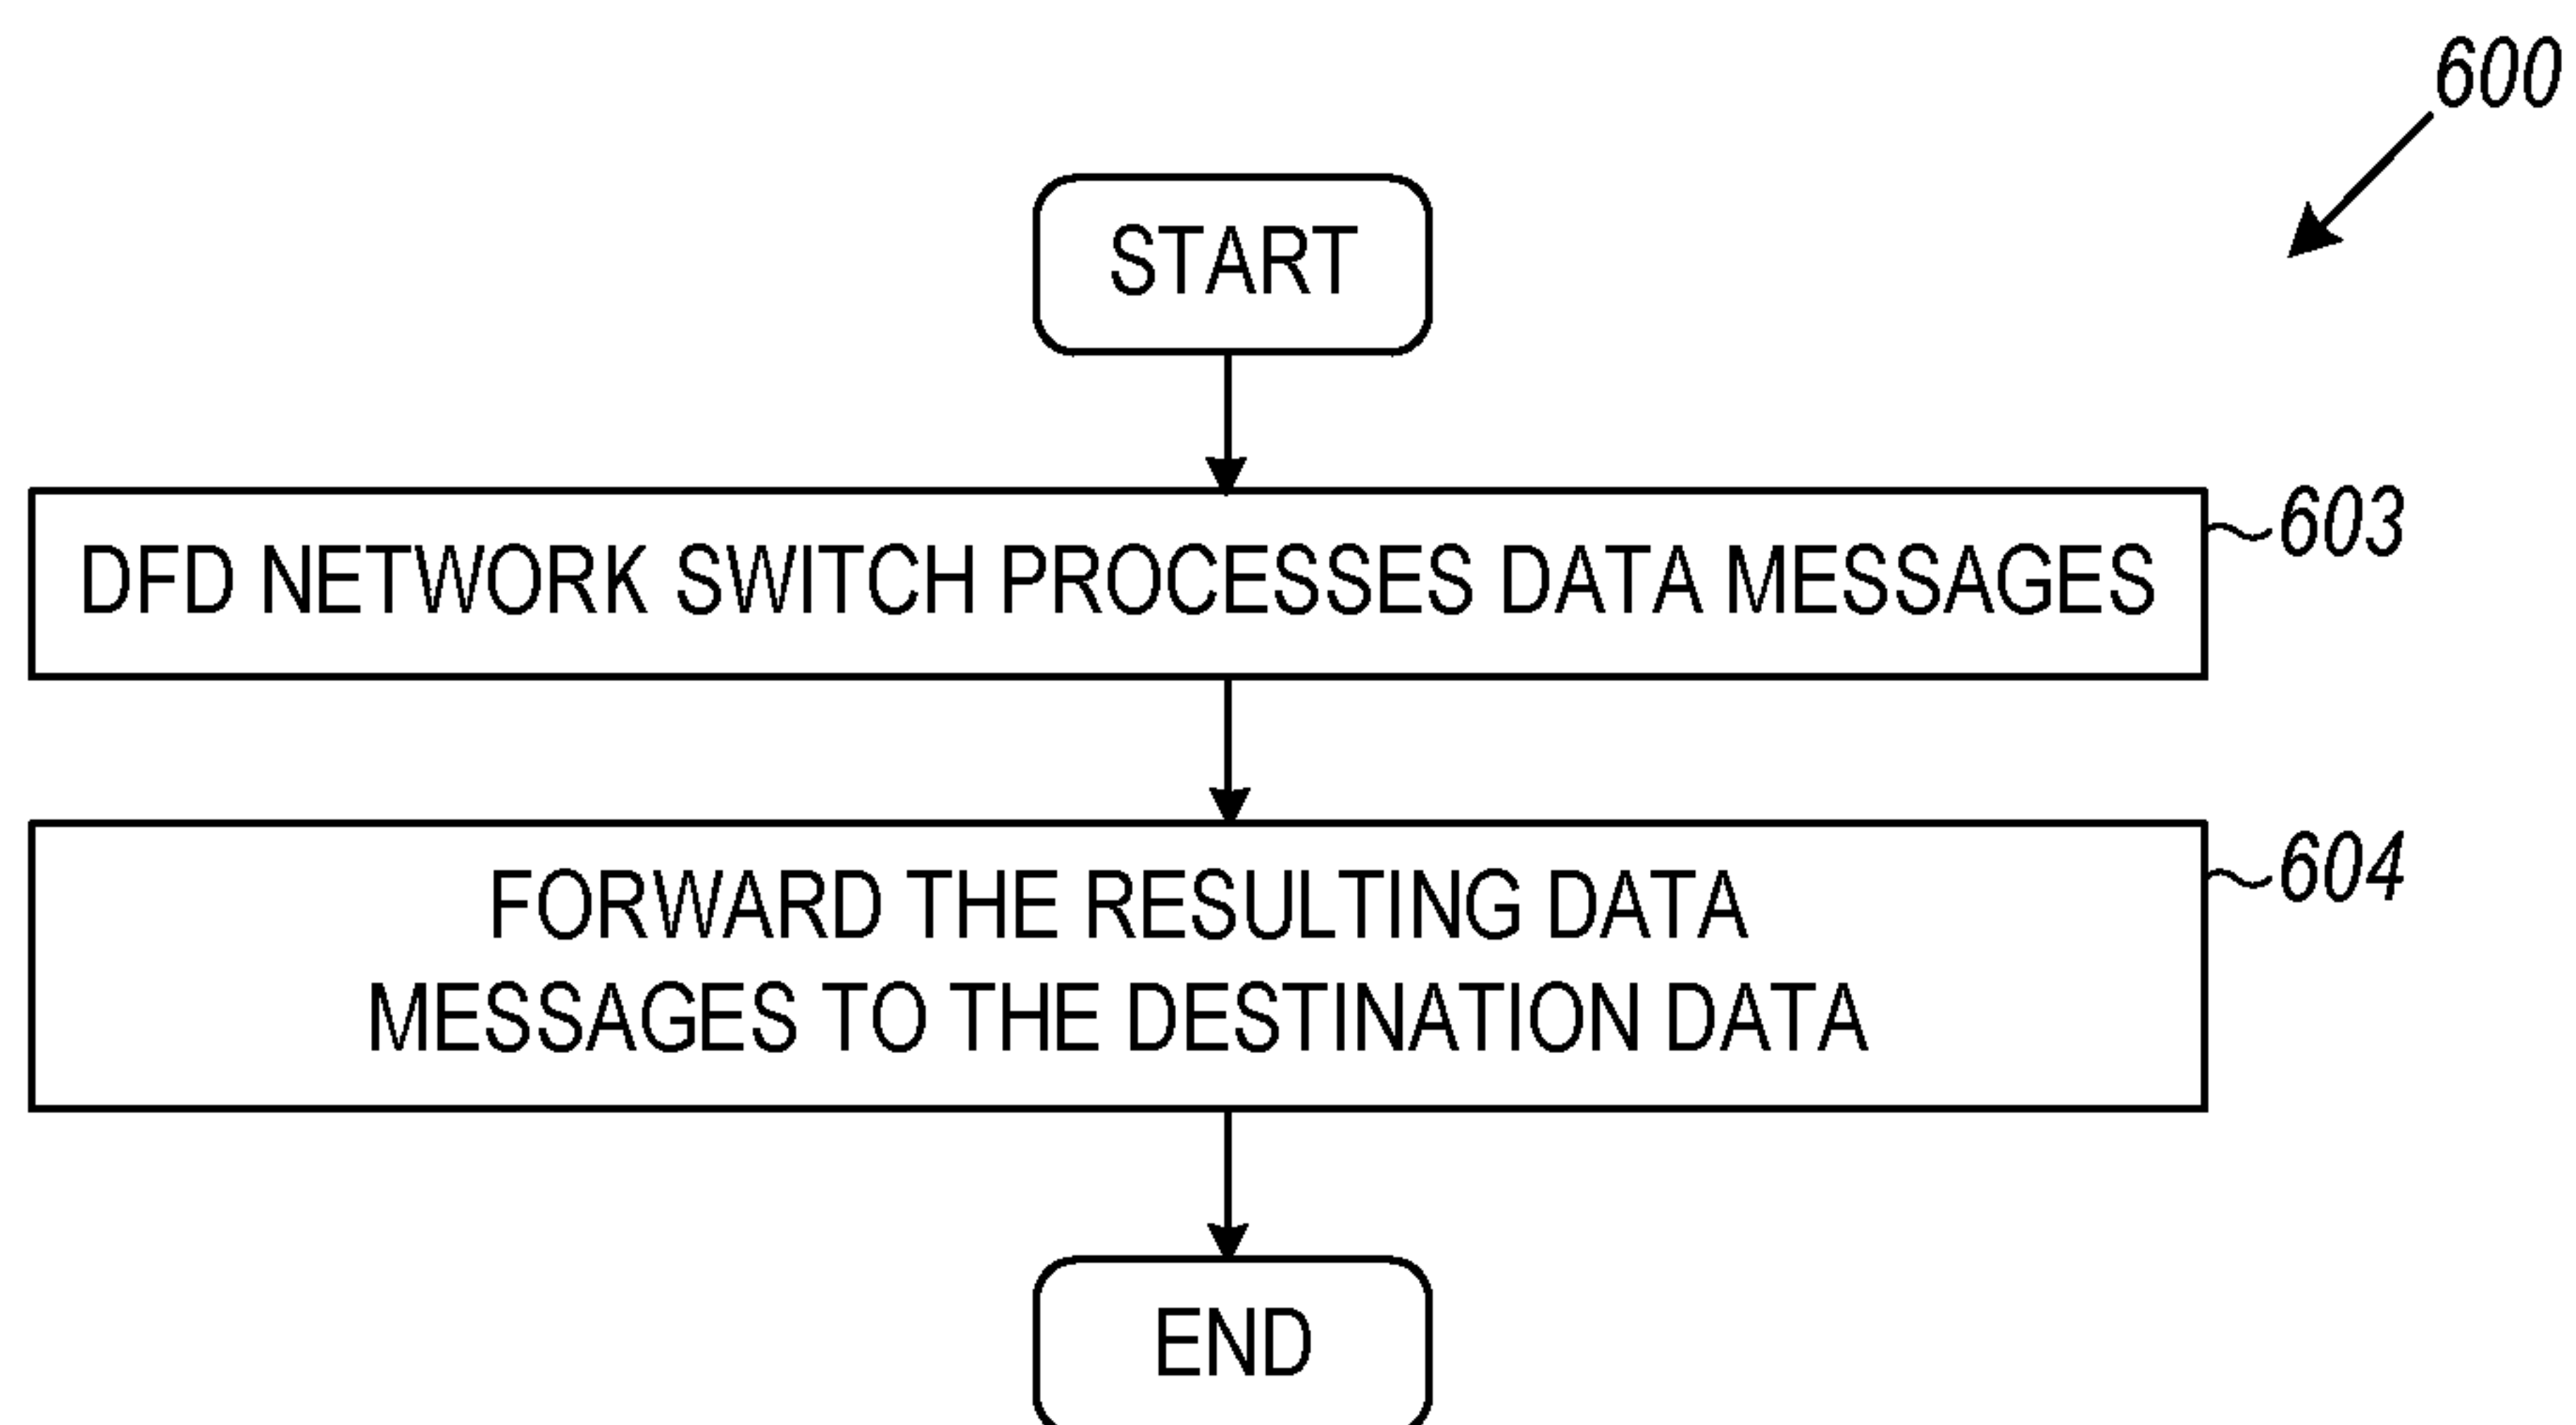 600
START
DFD NETWORK SWITCH PROCESSES DATA MESSAGES
603
FORWARD THE RESULTING DATA
MESSAGES TO THE DESTINATION DATA
604
END